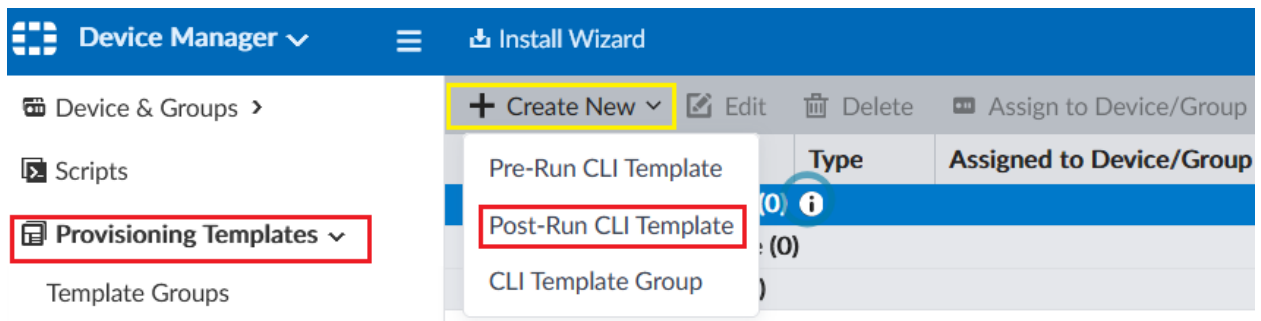 Device Manager
Install Wizard
Device & Groups
Create New
Edit
Delete
Assign to Device/Group
Scripts
Pre-Run CLI Template
Type
Assigned to Device/Group
(0)
Provisioning Templates
Post-Run CLI Template
(0)
Template Groups
CLI Template Group
)